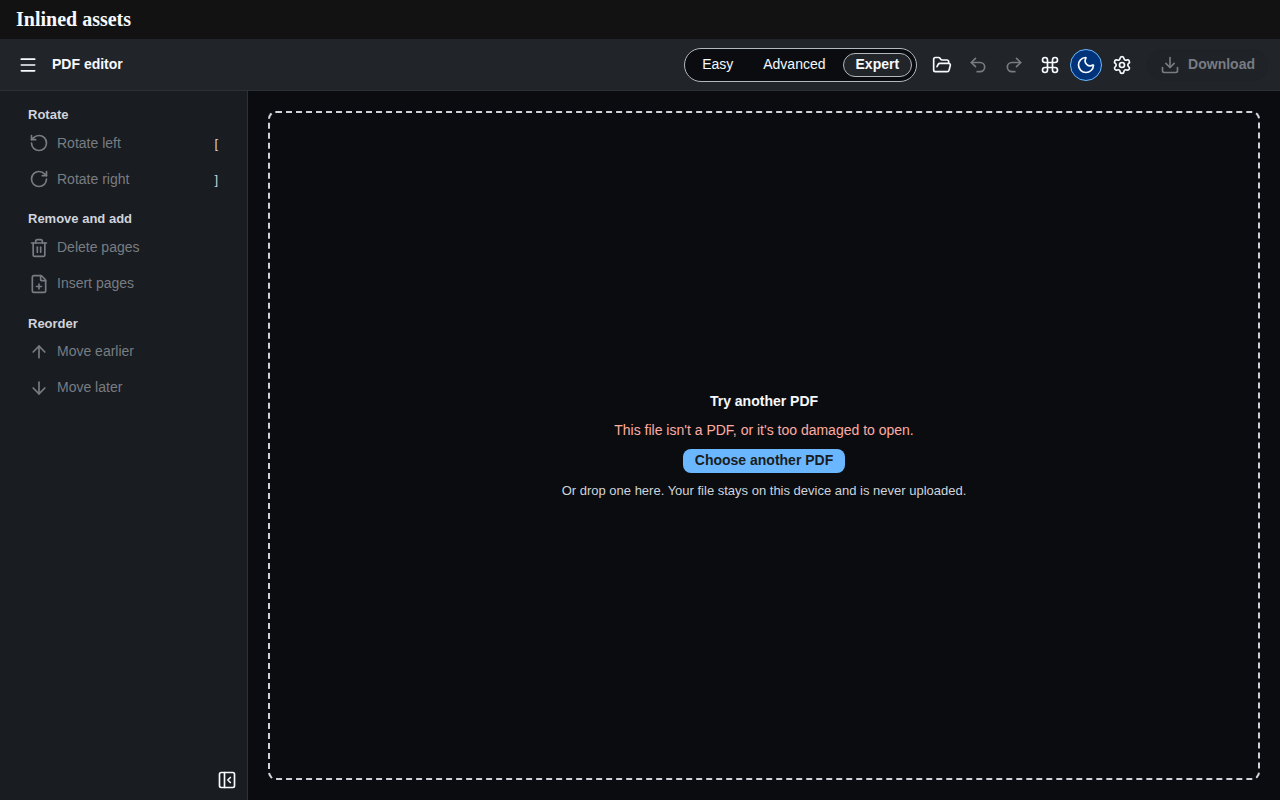 Inlined assets
PDF editor
Easy
Advanced
Expert
Download
Rotate
Rotate left [
Rotate right ]
Remove and add
Delete pages
Insert pages
Reorder
Move earlier
Move later
Try another PDF
This file isn't a PDF, or it's too damaged to open.
Choose another PDF
Or drop one here. Your file stays on this device and is never uploaded.